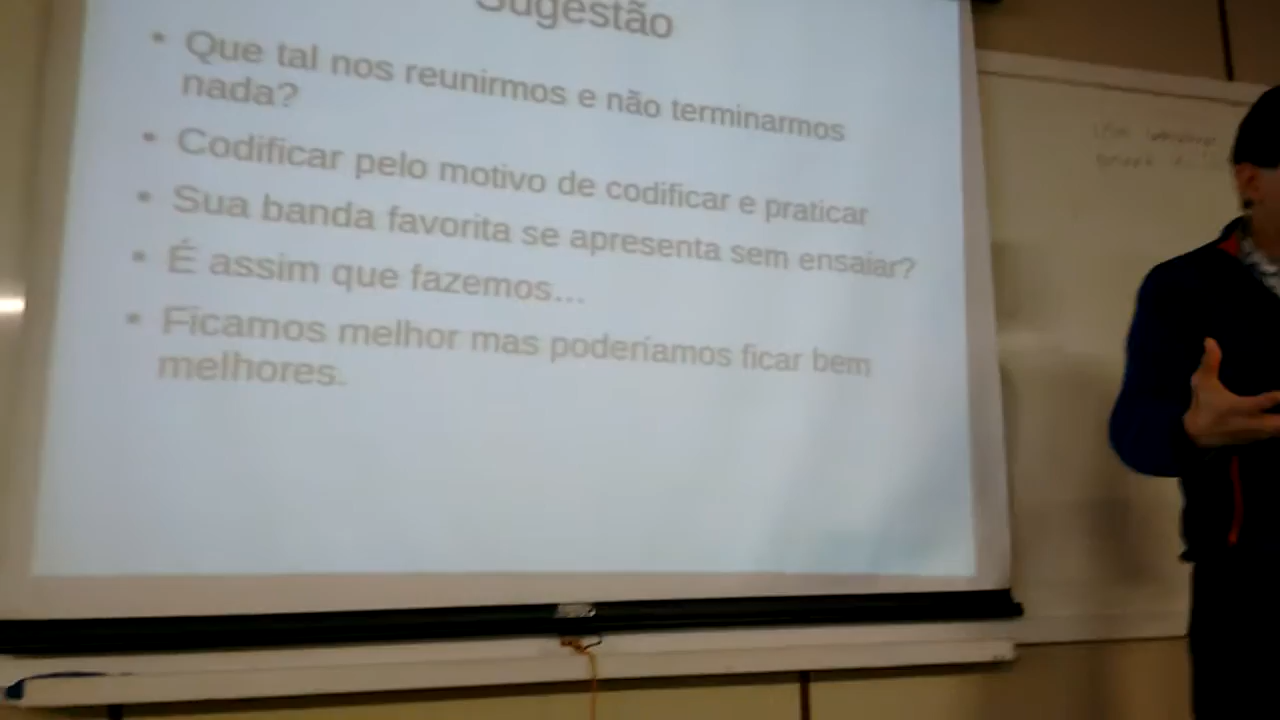 Sugestão
• Que tal nos reunirmos e não terminarmos
nada?
• Codificar pelo motivo de codificar e praticar
• Sua banda favorita se apresenta sem ensaiar?
• É assim que fazemos...
• Ficamos melhor mas poderíamos ficar bem
melhores.